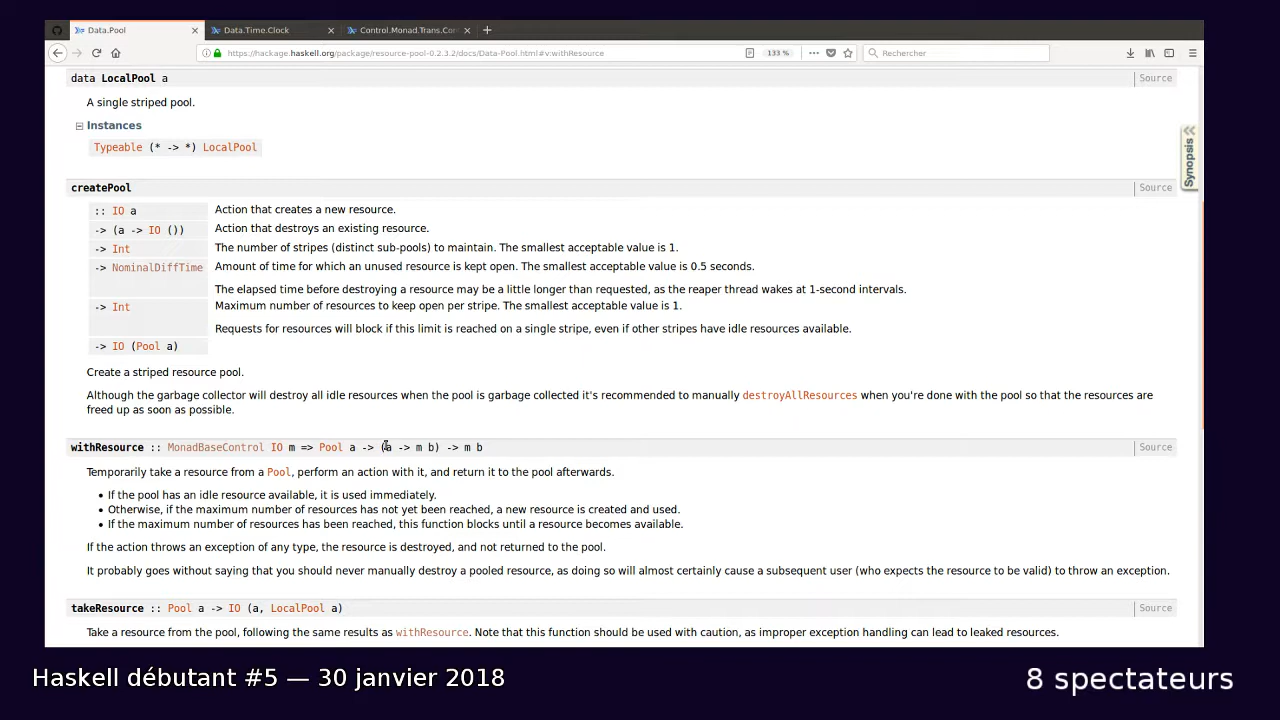 Data.Pool
Data.Time.Clock
Control.Monad.Trans.Con
https://hackage.haskell.org/package/resource-pool-0.2.3.2/docs/Data-Pool.html#v:withResource
133 %
Rechercher
data LocalPool a
Source
A single striped pool.
Instances
Typeable (* -> *) LocalPool
Synopsis
createPool
Source
:: IO a Action that creates a new resource.
-> (a -> IO ()) Action that destroys an existing resource.
-> Int The number of stripes (distinct sub-pools) to maintain. The smallest acceptable value is 1.
-> NominalDiffTime Amount of time for which an unused resource is kept open. The smallest acceptable value is 0.5 seconds.
The elapsed time before destroying a resource may be a little longer than requested, as the reaper thread wakes at 1-second intervals.
-> Int Maximum number of resources to keep open per stripe. The smallest acceptable value is 1.
Requests for resources will block if this limit is reached on a single stripe, even if other stripes have idle resources available.
-> IO (Pool a)
Create a striped resource pool.
Although the garbage collector will destroy all idle resources when the pool is garbage collected it's recommended to manually destroyAllResources when you're done with the pool so that the resources are
freed up as soon as possible.
withResource :: MonadBaseControl IO m => Pool a -> (a -> m b) -> m b
Source
Temporarily take a resource from a Pool, perform an action with it, and return it to the pool afterwards.
• If the pool has an idle resource available, it is used immediately.
• Otherwise, if the maximum number of resources has not yet been reached, a new resource is created and used.
• If the maximum number of resources has been reached, this function blocks until a resource becomes available.
If the action throws an exception of any type, the resource is destroyed, and not returned to the pool.
It probably goes without saying that you should never manually destroy a pooled resource, as doing so will almost certainly cause a subsequent user (who expects the resource to be valid) to throw an exception.
takeResource :: Pool a -> IO (a, LocalPool a)
Source
Take a resource from the pool, following the same results as withResource. Note that this function should be used with caution, as improper exception handling can lead to leaked resources.
Haskell débutant #5 — 30 janvier 2018
8 spectateurs